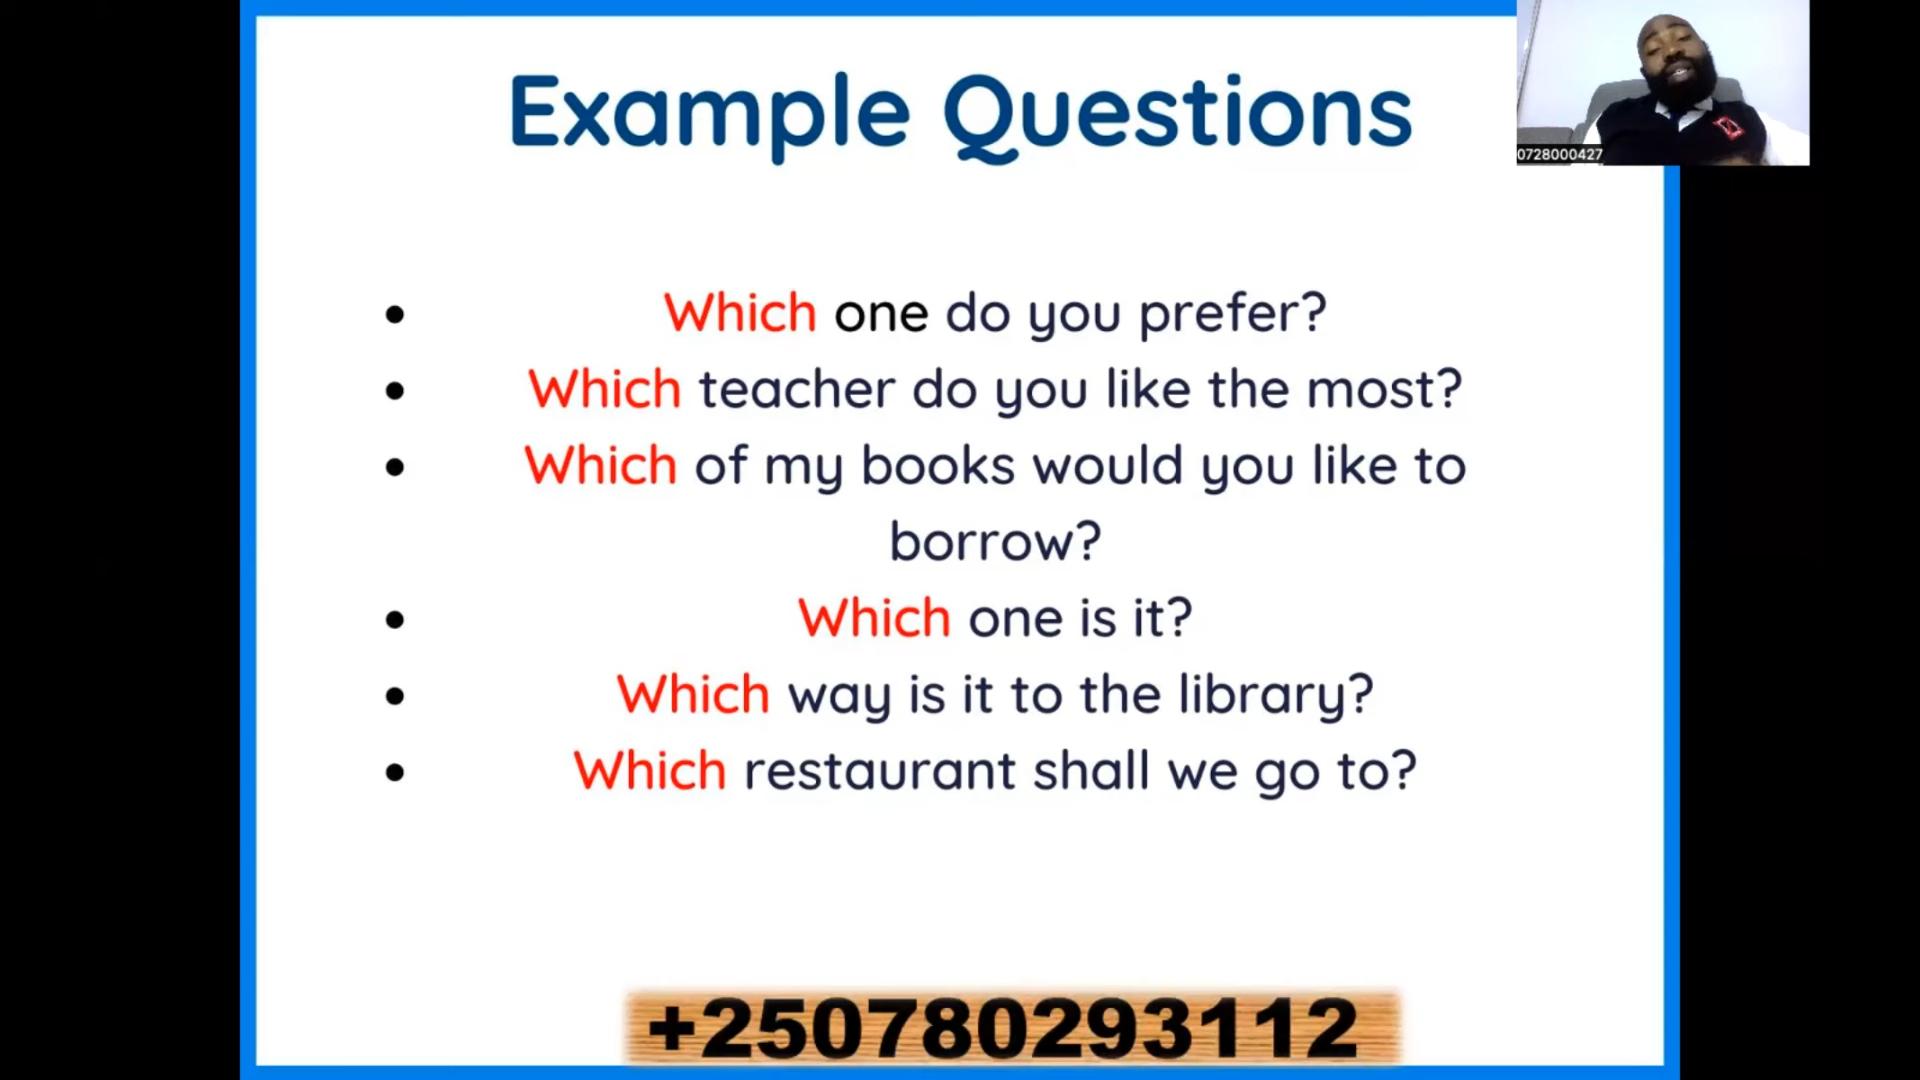 Example Questions
0728000427
• Which one do you prefer?
• Which teacher do you like the most?
• Which of my books would you like to
borrow?
• Which one is it?
• Which way is it to the library?
• Which restaurant shall we go to?
+250780293112